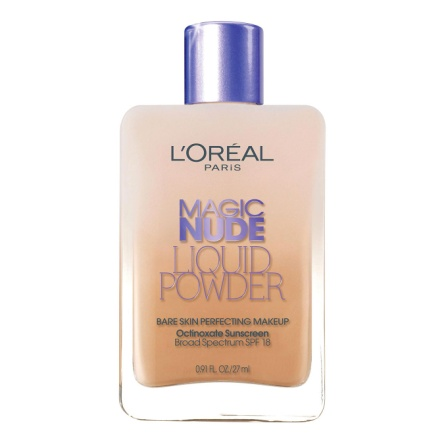 L'ORÉAL
PARIS
MAGIC
NUDE
LIQUID
POWDER
BARE SKIN PERFECTING MAKEUP
Octinoxate Sunscreen
Broad Spectrum SPF 18
0.91 FL OZ/27 ml